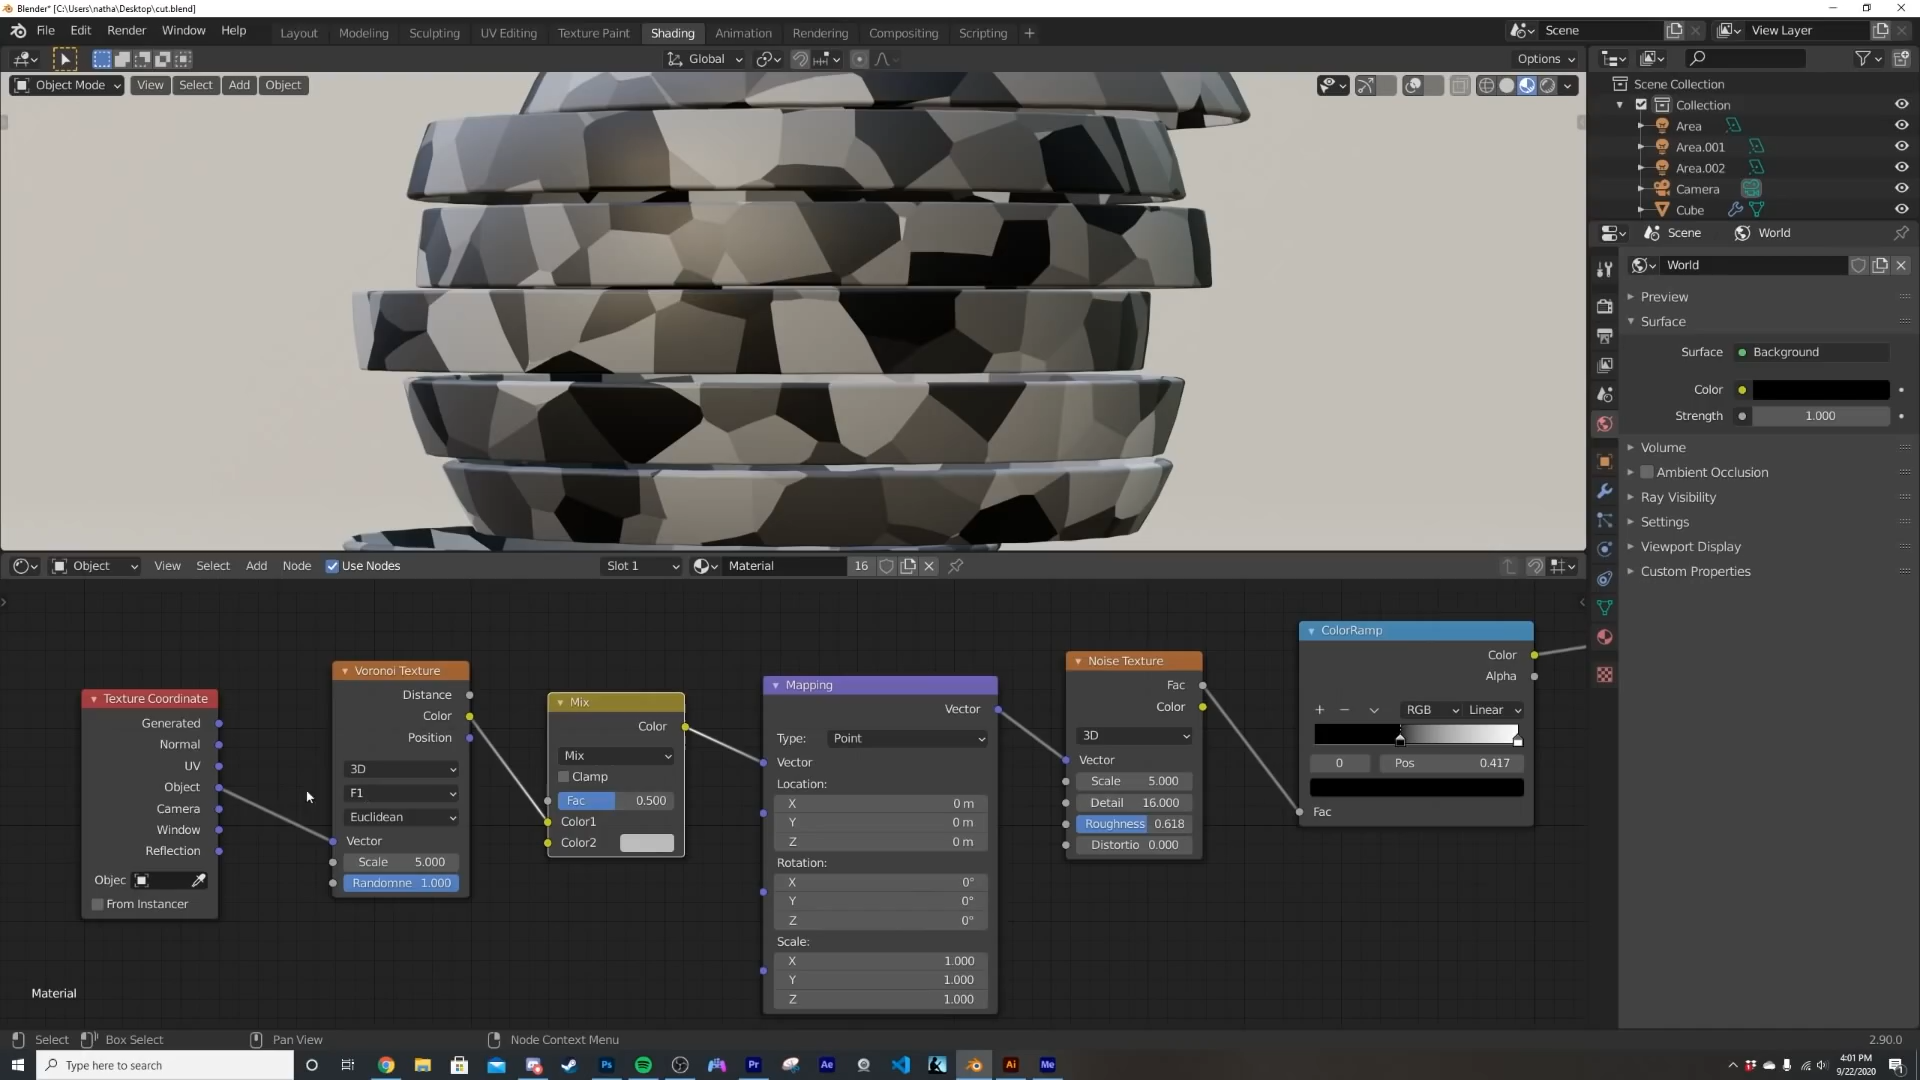 Blender* [C:\Users\natha\Desktop\cut.blend]
File Edit Render Window Help Layout Modeling Sculpting UV Editing Texture Paint Shading Animation Rendering Compositing Scripting + Scene View Layer
Global Options
Object Mode View Select Add Object
Scene Collection
Collection
Area
Area.001
Area.002
Camera
Cube
Scene World
World
Preview
Surface
Surface Background
Color
Strength 1.000
Volume
Ambient Occlusion
Ray Visibility
Settings
Viewport Display
Custom Properties
Object View Select Add Node Use Nodes Slot 1 Material 16
Texture Coordinate
Generated
Normal
UV
Object
Camera
Window
Reflection
Objec
From Instancer
Voronoi Texture
Distance
Color
Position
3D
F1
Euclidean
Vector
Scale 5.000
Randomne 1.000
Mix
Color
Mix
Clamp
Fac 0.500
Color1
Color2
Mapping
Vector
Type: Point
Vector
Location:
X 0 m
Y 0 m
Z 0 m
Rotation:
X 0°
Y 0°
Z 0°
Scale:
X 1.000
Y 1.000
Z 1.000
Noise Texture
Fac
Color
3D
Vector
Scale 5.000
Detail 16.000
Roughness 0.618
Distortio 0.000
ColorRamp
Color
Alpha
+ − RGB Linear
0 Pos 0.417
Fac
Material
Select Box Select Pan View Node Context Menu 2.90.0
Type here to search Ps Pr Ae Ai Me
4:01 PM
9/22/2020